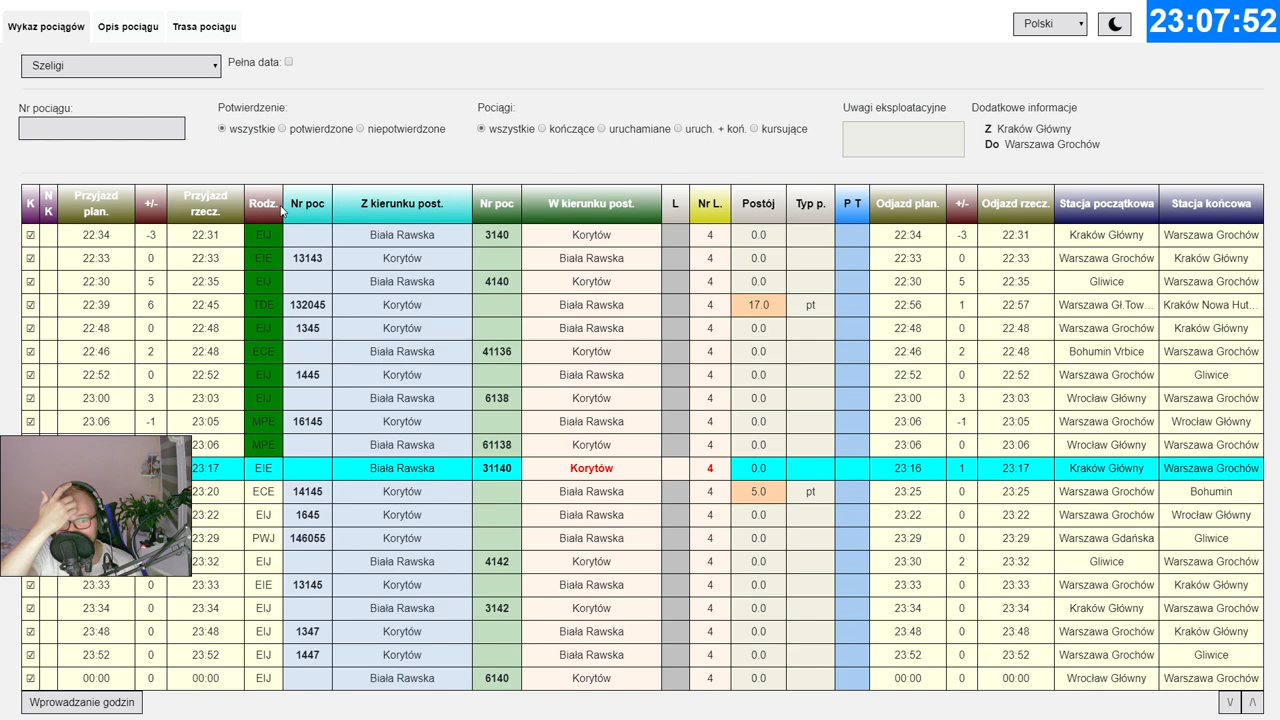 Wykaz pociągów Opis pociągu Trasa pociągu Polski 23:07:52
Szeligi Pełna data:
Nr pociągu: Potwierdzenie: Pociągi: Uwagi eksploatacyjne Dodatkowe informacje
wszystkie potwierdzone niepotwierdzone wszystkie kończące uruchamiane uruch. + koń. kursujące Z Kraków Główny
Do Warszawa Grochów
K N K Przyjazd plan. +/- Przyjazd rzecz. Rodz. Nr poc Z kierunku post. Nr poc W kierunku post. L Nr L. Postój Typ p. P T Odjazd plan. +/- Odjazd rzecz. Stacja początkowa Stacja końcowa
22:34 -3 22:31 EIJ Biała Rawska 3140 Korytów 4 0.0 22:34 -3 22:31 Kraków Główny Warszawa Grochów
22:33 0 22:33 EIE 13143 Korytów Biała Rawska 4 0.0 22:33 0 22:33 Warszawa Grochów Kraków Główny
22:30 5 22:35 EIJ Biała Rawska 4140 Korytów 4 0.0 22:30 5 22:35 Gliwice Warszawa Grochów
22:39 6 22:45 TDE 132045 Korytów Biała Rawska 4 17.0 pt 22:56 1 22:57 Warszawa Gł.Tow... Kraków Nowa Hut...
22:48 0 22:48 EIJ 1345 Korytów Biała Rawska 4 0.0 22:48 0 22:48 Warszawa Grochów Kraków Główny
22:46 2 22:48 ECE Biała Rawska 41136 Korytów 4 0.0 22:46 2 22:48 Bohumin Vrbice Warszawa Grochów
22:52 0 22:52 EIJ 1445 Korytów Biała Rawska 4 0.0 22:52 0 22:52 Warszawa Grochów Gliwice
23:00 3 23:03 EIJ Biała Rawska 6138 Korytów 4 0.0 23:00 3 23:03 Wrocław Główny Warszawa Grochów
23:06 -1 23:05 MPE 16145 Korytów Biała Rawska 4 0.0 23:06 -1 23:05 Warszawa Grochów Wrocław Główny
23:06 MPE Biała Rawska 61138 Korytów 4 0.0 23:06 0 23:06 Wrocław Główny Warszawa Grochów
23:17 EIE Biała Rawska 31140 Korytów 4 0.0 23:16 1 23:17 Kraków Główny Warszawa Grochów
23:20 ECE 14145 Korytów Biała Rawska 4 5.0 pt 23:25 0 23:25 Warszawa Grochów Bohumin
23:22 EIJ 1645 Korytów Biała Rawska 4 0.0 23:22 0 23:22 Warszawa Grochów Wrocław Główny
23:29 PWJ 146055 Korytów Biała Rawska 4 0.0 23:29 0 23:29 Warszawa Gdańska Gliwice
23:32 EIJ Biała Rawska 4142 Korytów 4 0.0 23:30 2 23:32 Gliwice Warszawa Grochów
23:33 0 23:33 EIE 13145 Korytów Biała Rawska 4 0.0 23:33 0 23:33 Warszawa Grochów Kraków Główny
23:34 0 23:34 EIJ Biała Rawska 3142 Korytów 4 0.0 23:34 0 23:34 Kraków Główny Warszawa Grochów
23:48 0 23:48 EIJ 1347 Korytów Biała Rawska 4 0.0 23:48 0 23:48 Warszawa Grochów Kraków Główny
23:52 0 23:52 EIJ 1447 Korytów Biała Rawska 4 0.0 23:52 0 23:52 Warszawa Grochów Gliwice
00:00 0 00:00 EIJ Biała Rawska 6140 Korytów 4 0.0 00:00 0 00:00 Wrocław Główny Warszawa Grochów
Wprowadzanie godzin V Λ